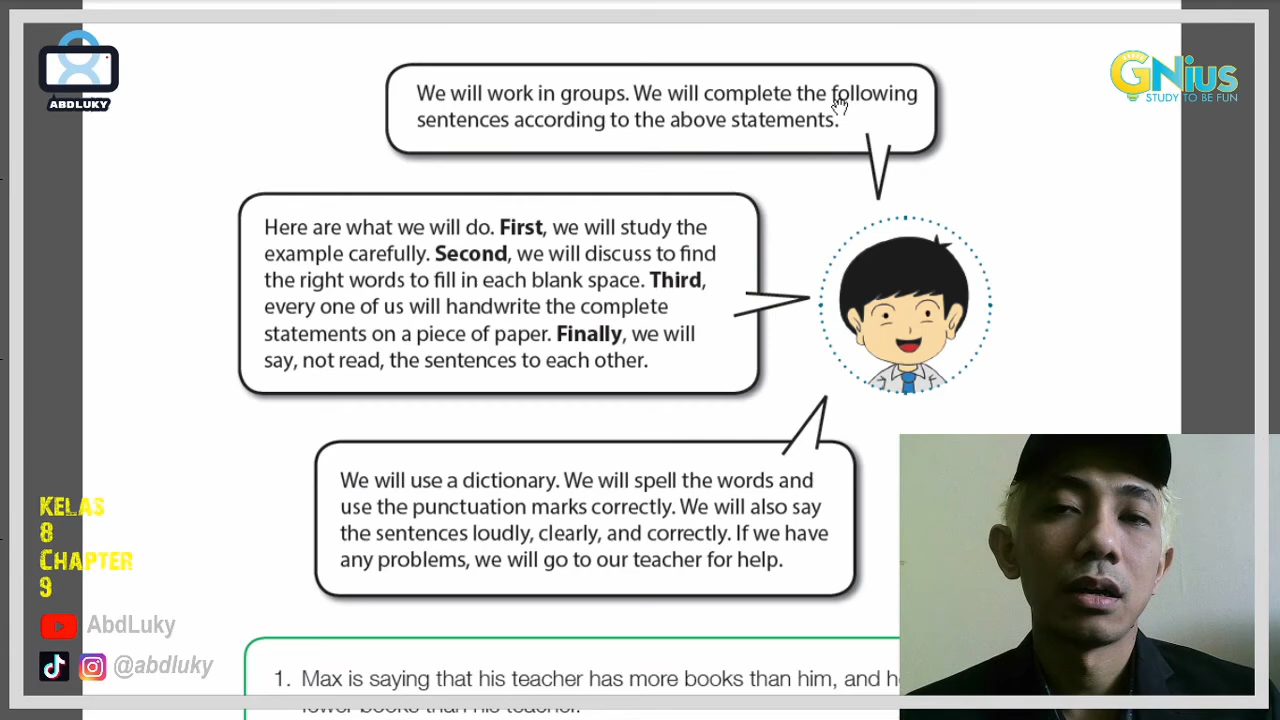 ABDLUKY
GNius
STUDY TO BE FUN
We will work in groups. We will complete the following
sentences according to the above statements.
Here are what we will do. First, we will study the
example carefully. Second, we will discuss to find
the right words to fill in each blank space. Third,
every one of us will handwrite the complete
statements on a piece of paper. Finally, we will
say, not read, the sentences to each other.
We will use a dictionary. We will spell the words and
use the punctuation marks correctly. We will also say
the sentences loudly, clearly, and correctly. If we have
any problems, we will go to our teacher for help.
KELAS
8
CHAPTER
9
AbdLuky
@abdluky
1. Max is saying that his teacher has more books than him, and
fewer books than his teacher.